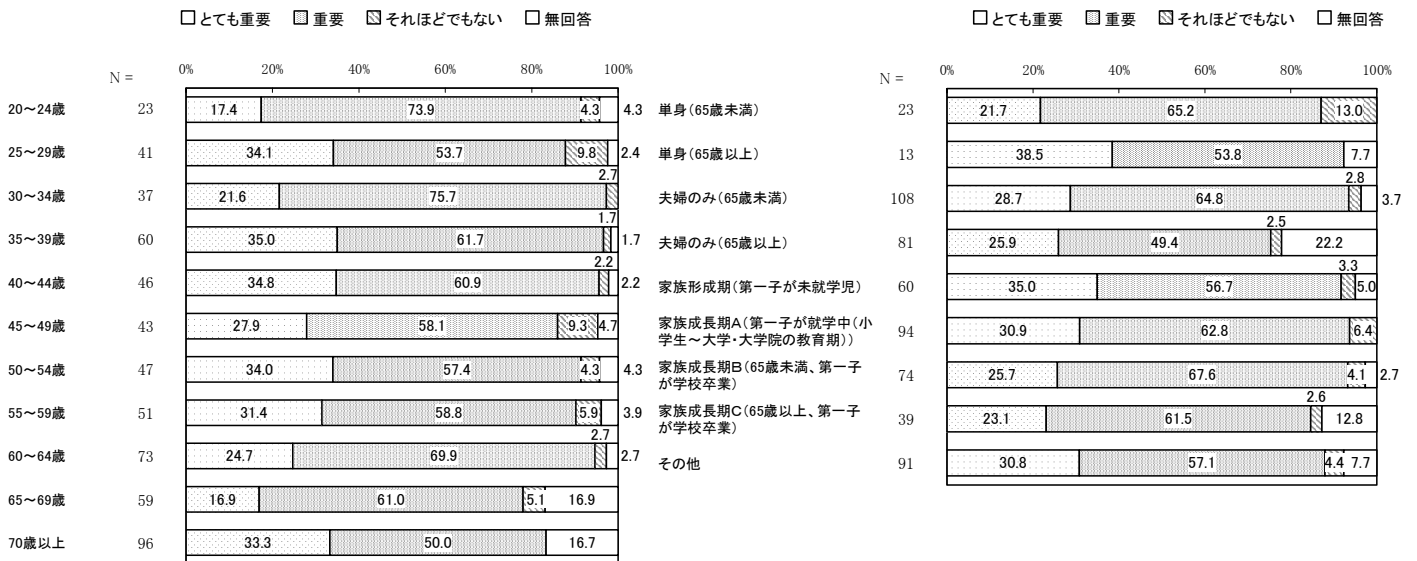 □とても重要 □重要 □それほどでもない □無回答
N =
0% 20% 40% 60% 80% 100%
20～24歳 23 17.4 73.9 4.3 4.3
25～29歳 41 34.1 53.7 9.8 2.4
30～34歳 37 21.6 75.7 2.7
35～39歳 60 35.0 61.7 1.7 1.7
40～44歳 46 34.8 60.9 2.2 2.2
45～49歳 43 27.9 58.1 9.3 4.7
50～54歳 47 34.0 57.4 4.3 4.3
55～59歳 51 31.4 58.8 5.9 3.9
60～64歳 73 24.7 69.9 2.7 2.7
65～69歳 59 16.9 61.0 5.1 16.9
70歳以上 96 33.3 50.0 16.7
□とても重要 □重要 □それほどでもない □無回答
N =
0% 20% 40% 60% 80% 100%
単身（65歳未満） 23 21.7 65.2 13.0
単身（65歳以上） 13 38.5 53.8 7.7
夫婦のみ（65歳未満） 108 28.7 64.8 2.8 3.7
夫婦のみ（65歳以上） 81 25.9 49.4 2.5 22.2
家族形成期（第一子が未就学児） 60 35.0 56.7 3.3 5.0
家族成長期A（第一子が就学中（小
学生～大学・大学院の教育期）） 94 30.9 62.8 6.4
家族成長期B（65歳未満、第一子
が学校卒業） 74 25.7 67.6 4.1 2.7
家族成長期C（65歳以上、第一子
が学校卒業） 39 23.1 61.5 2.6 12.8
その他 91 30.8 57.1 4.4 7.7